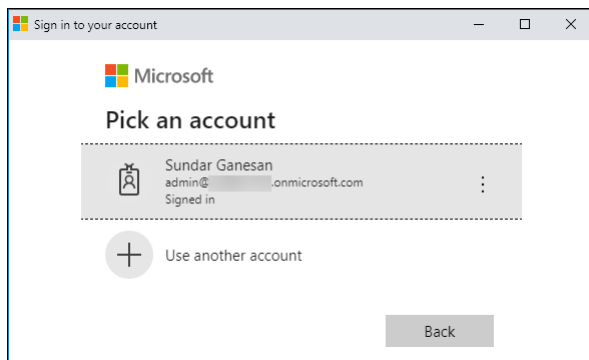 Sign in to your account
Microsoft
Pick an account
Sundar Ganesan
admin@ .onmicrosoft.com
Signed in
Use another account
Back